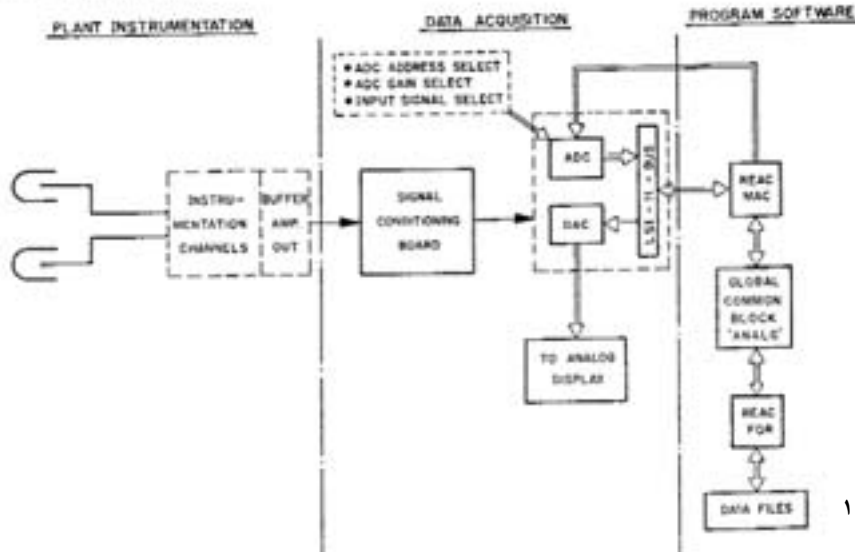 PLANT INSTRUMENTATION
DATA ACQUISITION
PROGRAM SOFTWARE
* ADC ADDRESS SELECT
* ADC GAIN SELECT
* INPUT SIGNAL SELECT
INSTRU-
MENTATION
CHANNELS
BUFFER
AMP.
OUT
SIGNAL
CONDITIONING
BOARD
ADC
DAC
LSI - 11 - BUS
TO ANALOG
DISPLAY
REAC
MAC
GLOBAL
COMMON
BLOCK
"ANALG"
REAC
FOR
DATA FILES
١